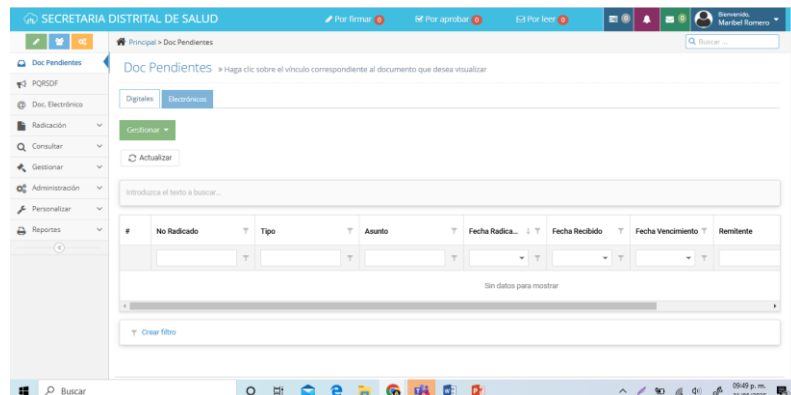 SECRETARIA DISTRITAL DE SALUD
Por firmar 0
Por aprobar 0
Por leer 0
0
0
Bienvenido,
Maribel Romero
Principal > Doc Pendientes
Buscar ...
Doc Pendientes
PQRSDF
Doc. Electrónico
Radicación
Consultar
Gestionar
Administración
Personalizar
Reportes
Doc Pendientes » Haga clic sobre el vínculo correspondiente al documento que desea visualizar
Digitales Electrónicos
Gestionar
Actualizar
Introduzca el texto a buscar...
# No Radicado Tipo Asunto Fecha Radica... Fecha Recibido Fecha Vencimiento Remitente
Sin datos para mostrar
Crear filtro
Buscar
09:49 p. m.